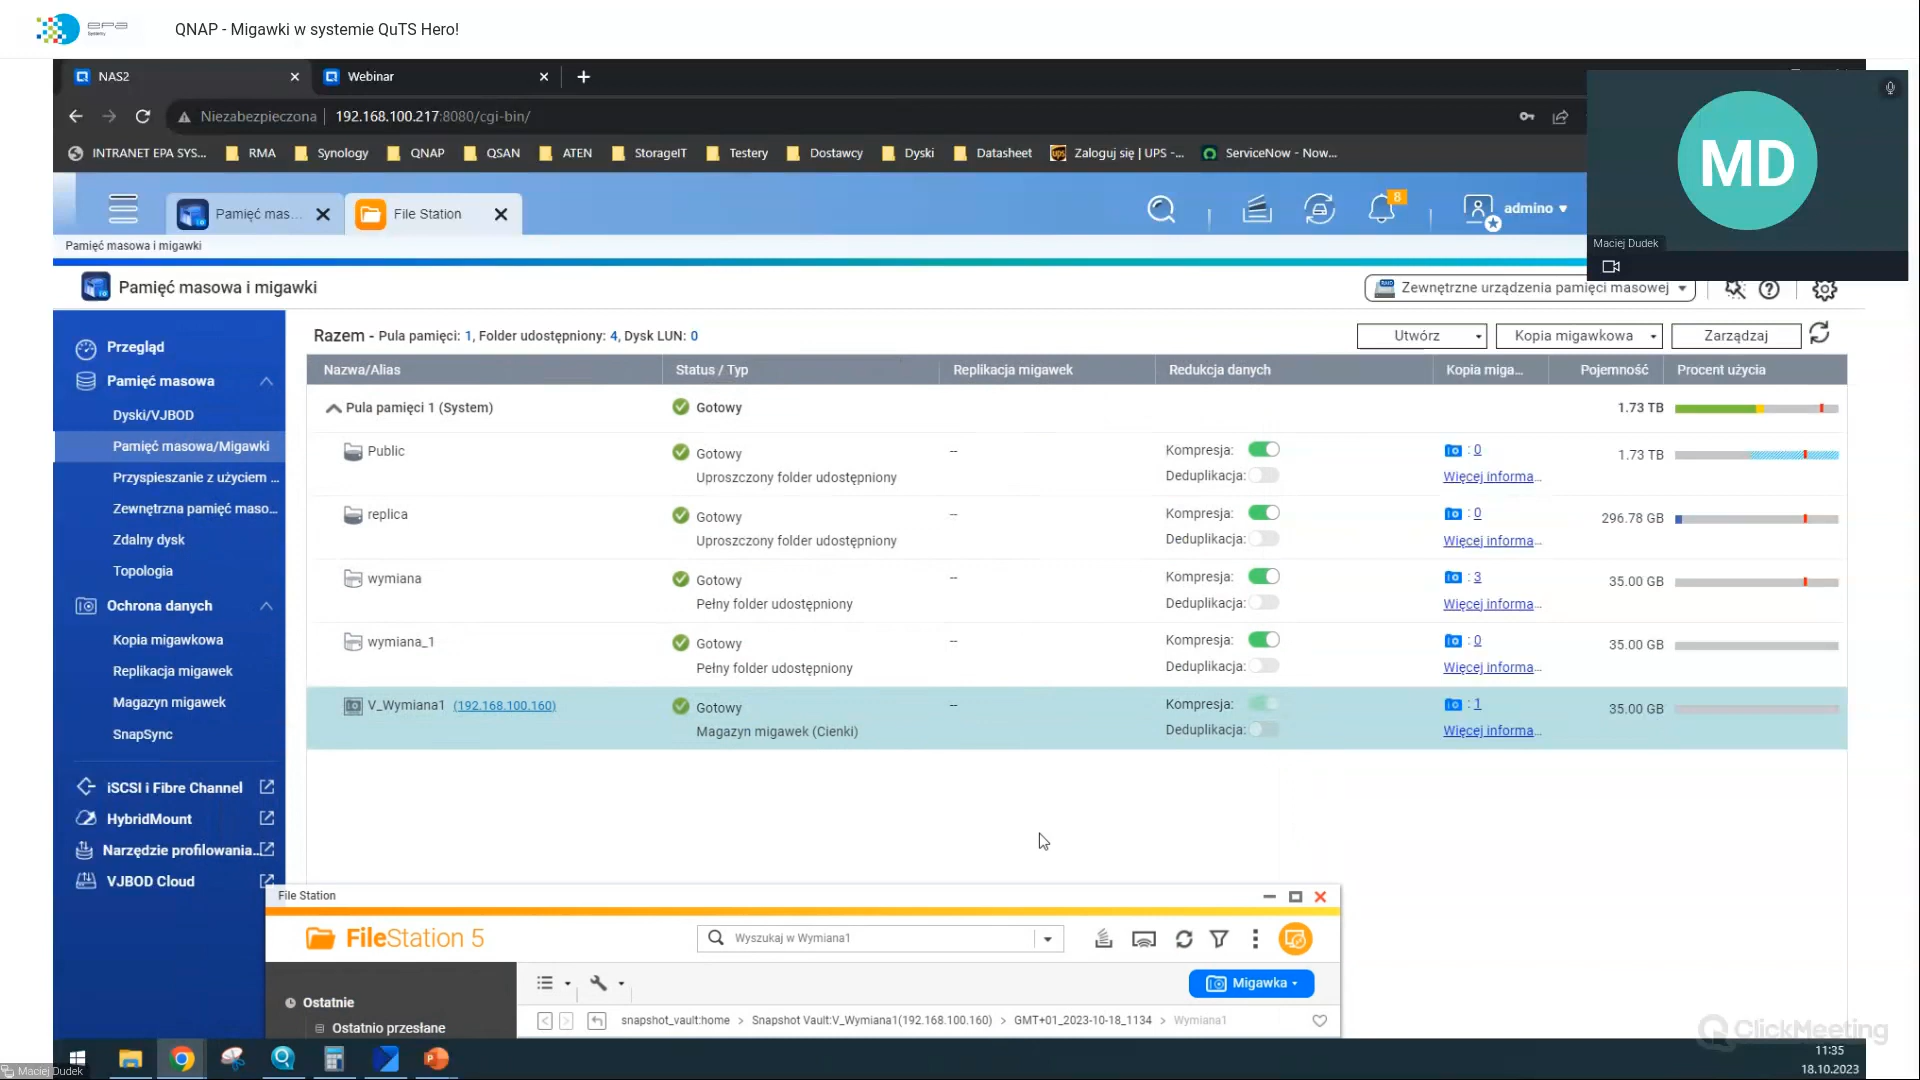 epa
Systemy
QNAP - Migawki w systemie QuTS Hero!
NAS2
Webinar
Niezabezpieczona
192.168.100.217:8080/cgi-bin/
INTRANET EPA SYS...
RMA
Synology
QNAP
QSAN
ATEN
StorageIT
Testery
Dostawcy
Dyski
Datasheet
ups
Zaloguj się | UPS -...
ServiceNow - Now...
MD
Maciej Dudek
Pamięć mas...
File Station
8
admino
Pamięć masowa i migawki
Pamięć masowa i migawki
Zewnętrzne urządzenia pamięci masowej
Przegląd
Pamięć masowa
Dyski/VJBOD
Pamięć masowa/Migawki
Przyspieszanie z użyciem ...
Zewnętrzna pamięć maso...
Zdalny dysk
Topologia
Ochrona danych
Kopia migawkowa
Replikacja migawek
Magazyn migawek
SnapSync
iSCSI i Fibre Channel
HybridMount
Narzędzie profilowania...
VJBOD Cloud
Razem - Pula pamięci: 1, Folder udostępniony: 4, Dysk LUN: 0
Utwórz
Kopia migawkowa
Zarządzaj
Nazwa/Alias
Status / Typ
Replikacja migawek
Redukcja danych
Kopia miga...
Pojemność
Procent użycia
Pula pamięci 1 (System)
Gotowy
1.73 TB
Public
Gotowy
Uproszczony folder udostępniony
--
Kompresja:
Deduplikacja:
: 0
Więcej informa...
1.73 TB
replica
Gotowy
Uproszczony folder udostępniony
--
Kompresja:
Deduplikacja:
: 0
Więcej informa...
296.78 GB
wymiana
Gotowy
Pełny folder udostępniony
--
Kompresja:
Deduplikacja:
: 3
Więcej informa...
35.00 GB
wymiana_1
Gotowy
Pełny folder udostępniony
--
Kompresja:
Deduplikacja:
: 0
Więcej informa...
35.00 GB
V_Wymiana1 (192.168.100.160)
Gotowy
Magazyn migawek (Cienki)
--
Kompresja:
Deduplikacja:
: 1
Więcej informa...
35.00 GB
File Station
FileStation 5
Wyszukaj w Wymiana1
Migawka
Ostatnie
Ostatnio przesłane
snapshot_vault:home > Snapshot Vault:V_Wymiana1(192.168.100.160) > GMT+01_2023-10-18_1134 > Wymiana1
ClickMeeting
11:35
18.10.2023
Maciej Dudek